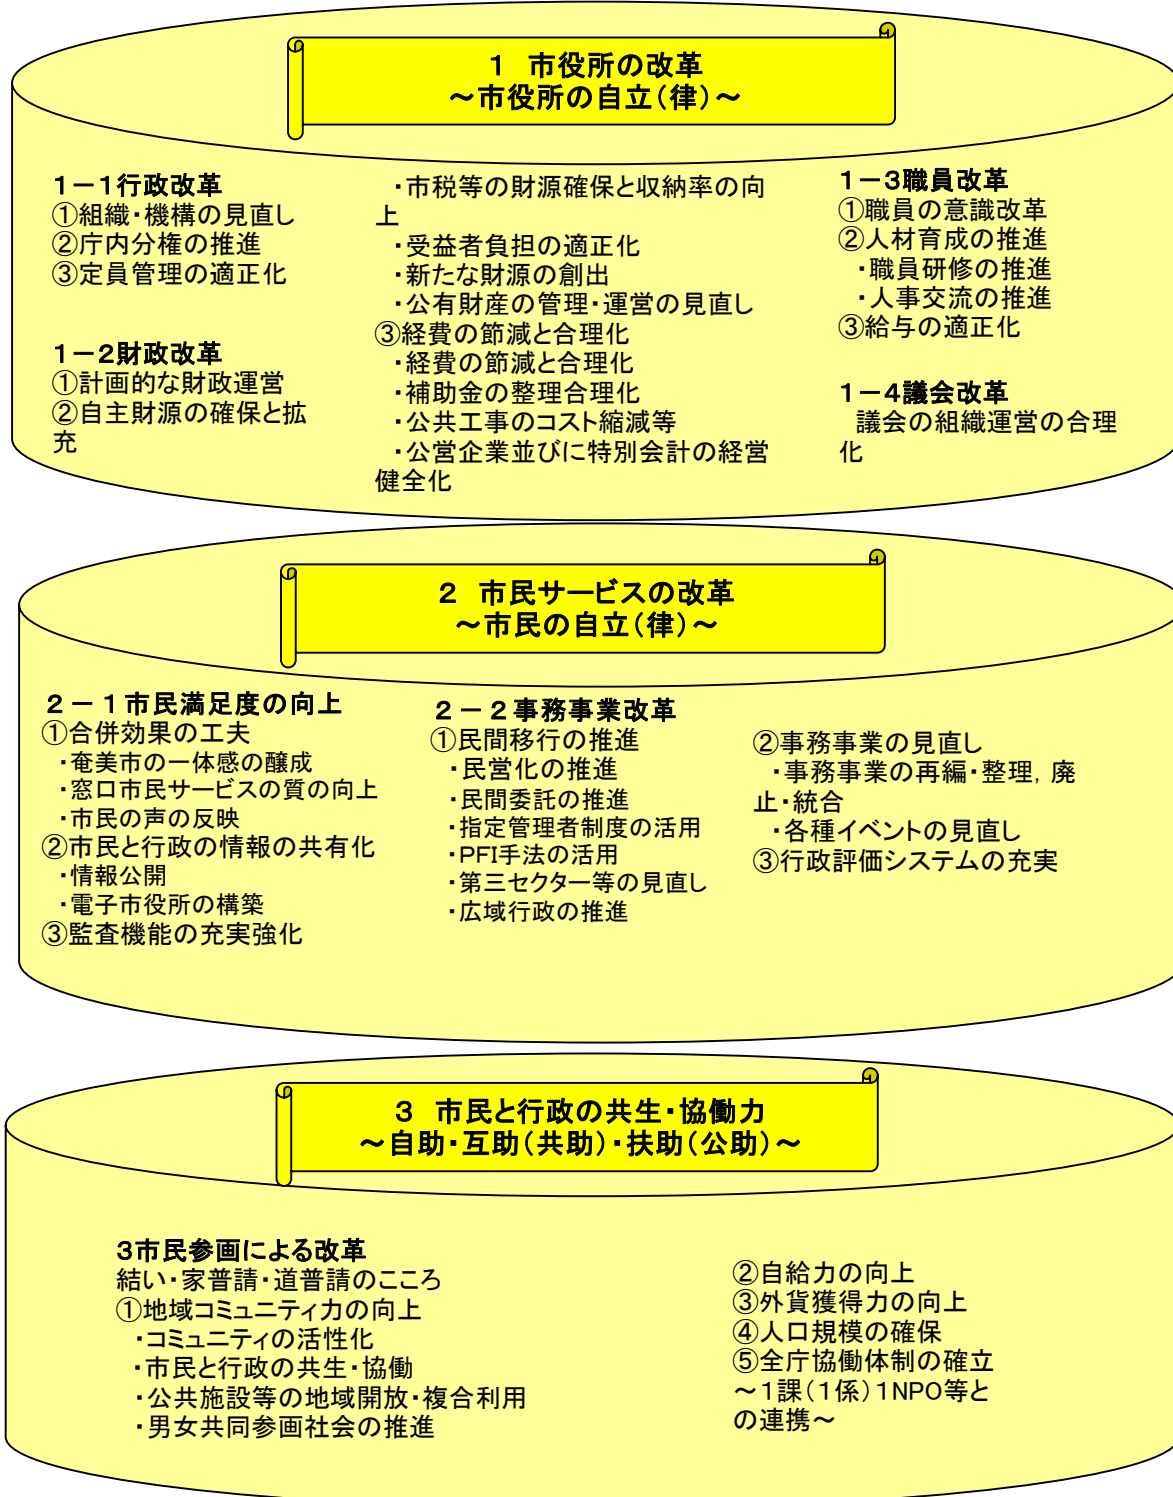 1 市役所の改革
～市役所の自立(律)～
1－1行政改革
①組織・機構の見直し
②庁内分権の推進
③定員管理の適正化
1－2財政改革
①計画的な財政運営
②自主財源の確保と拡
充
・市税等の財源確保と収納率の向
上
・受益者負担の適正化
・新たな財源の創出
・公有財産の管理・運営の見直し
③経費の節減と合理化
・経費の節減と合理化
・補助金の整理合理化
・公共工事のコスト縮減等
・公営企業並びに特別会計の経営
健全化
1－3職員改革
①職員の意識改革
②人材育成の推進
・職員研修の推進
・人事交流の推進
③給与の適正化
1－4議会改革
議会の組織運営の合理
化
2 市民サービスの改革
～市民の自立(律)～
2－1市民満足度の向上
①合併効果の工夫
・奄美市の一体感の醸成
・窓口市民サービスの質の向上
・市民の声の反映
②市民と行政の情報の共有化
・情報公開
・電子市役所の構築
③監査機能の充実強化
2－2事務事業改革
①民間移行の推進
・民営化の推進
・民間委託の推進
・指定管理者制度の活用
・PFI手法の活用
・第三セクター等の見直し
・広域行政の推進
②事務事業の見直し
・事務事業の再編・整理,廃
止・統合
・各種イベントの見直し
③行政評価システムの充実
3 市民と行政の共生・協働力
～自助・互助(共助)・扶助(公助)～
3市民参画による改革
結い・家普請・道普請のこころ
①地域コミュニティ力の向上
・コミュニティの活性化
・市民と行政の共生・協働
・公共施設等の地域開放・複合利用
・男女共同参画社会の推進
②自給力の向上
③外貨獲得力の向上
④人口規模の確保
⑤全庁協働体制の確立
～1課(1係)1NPO等と
の連携～